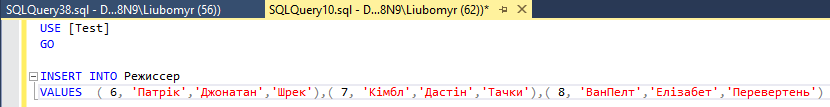 SQLQuery38.sql - D...8N9\Liubomyr (56))
SQLQuery10.sql - D...8N9\Liubomyr (62))*
USE [Test]
GO
INSERT INTO Режиссер
VALUES ( 6, 'Патрік','Джонатан','Шрек'),( 7, 'Кімбл','Дастін','Тачки'),( 8, 'ВанПелт','Елізабет','Перевертень')